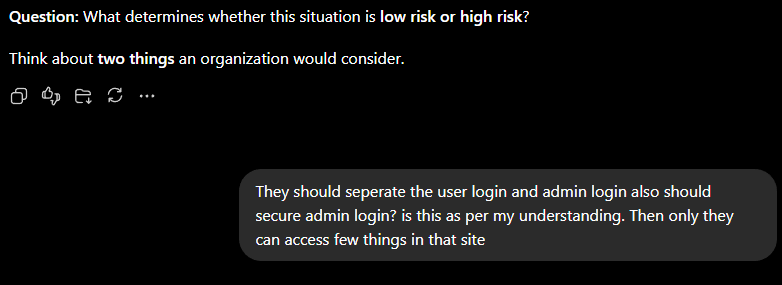 Question: What determines whether this situation is low risk or high risk?
Think about two things an organization would consider.
They should seperate the user login and admin login also should
secure admin login? is this as per my understanding. Then only they
can access few things in that site